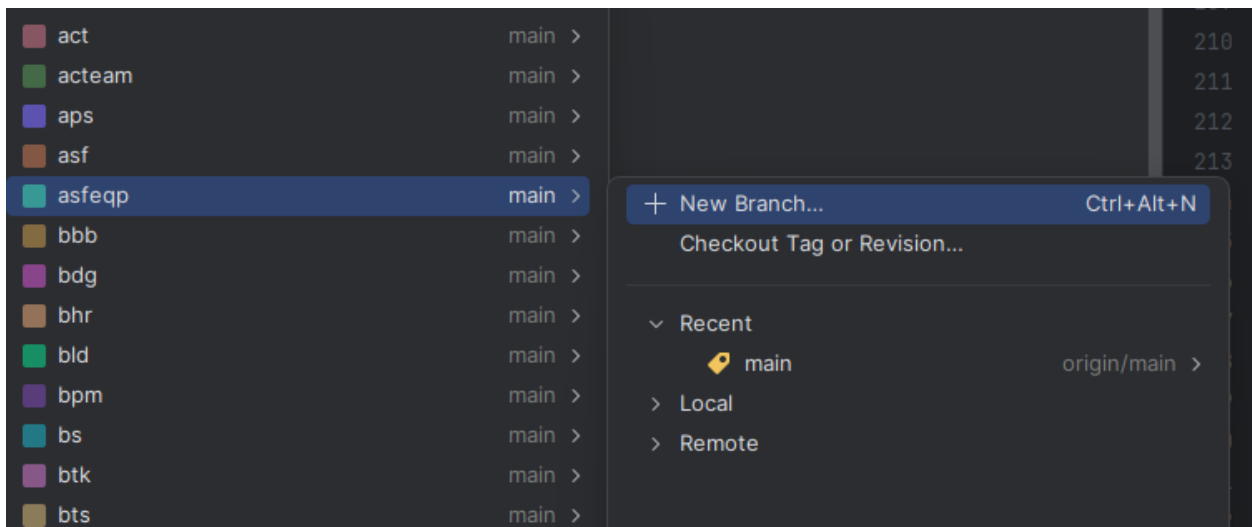 act main
acteam main
aps main
asf main
asfeqp main
bbb main
bdg main
bhr main
bld main
bpm main
bs main
btk main
bts main
New Branch... Ctrl+Alt+N
Checkout Tag or Revision...
Recent
main origin/main
Local
Remote
210
211
212
213